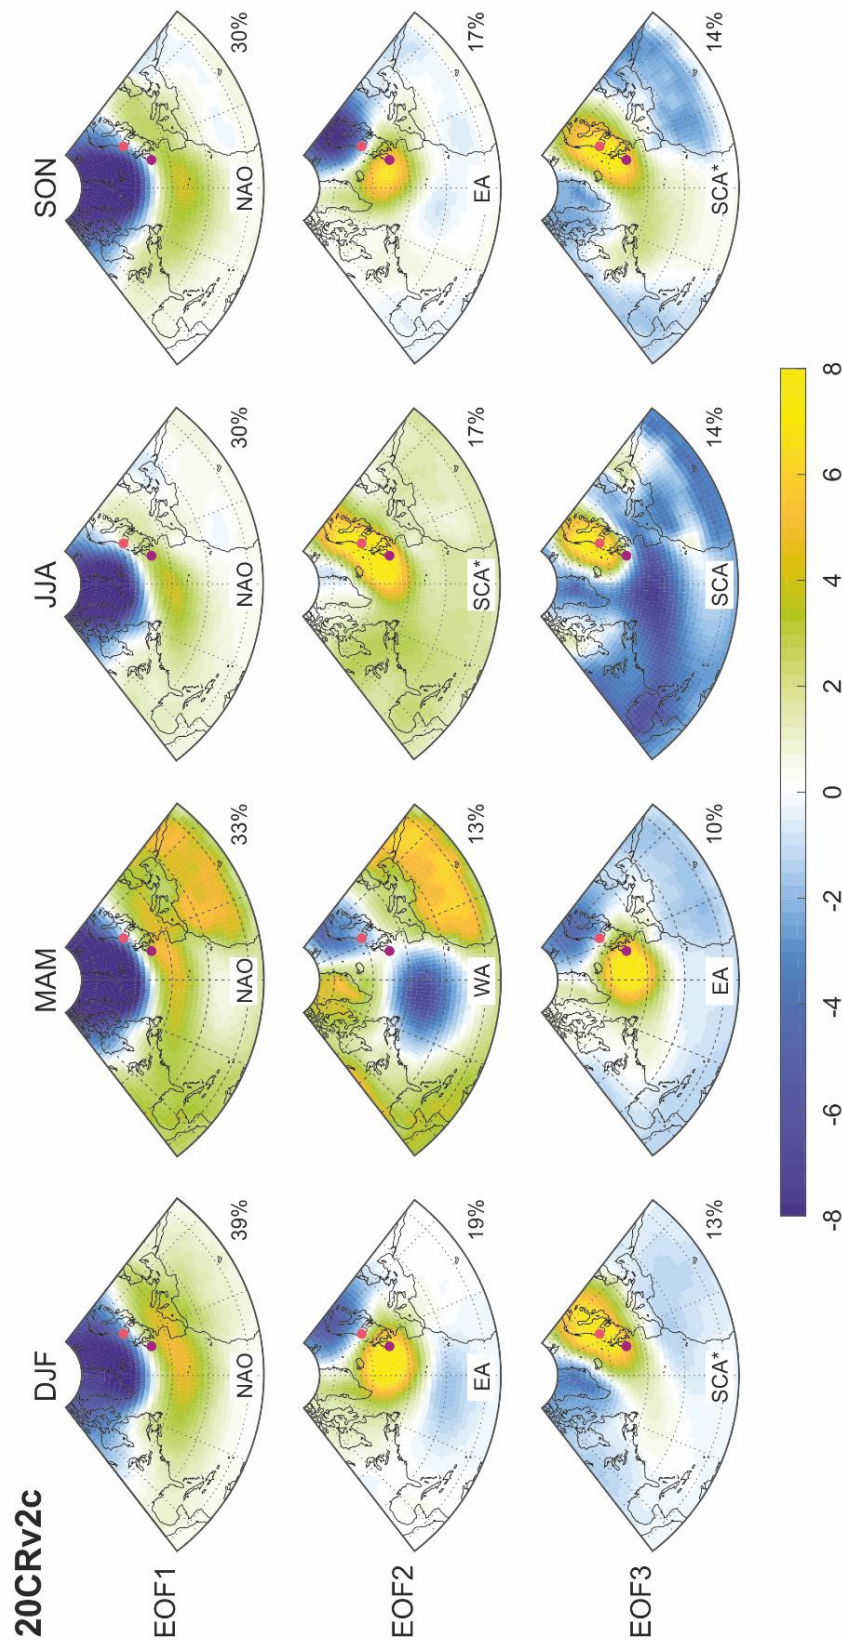 20CRv2c
DJF MAM JJA SON
EOF1
NAO 39% NAO 33% NAO 30% NAO 30%
EOF2
EA 19% WA 13% SCA* 17% EA 17%
EOF3
SCA* 13% EA 10% SCA 14% SCA* 14%
-8 -6 -4 -2 0 2 4 6 8